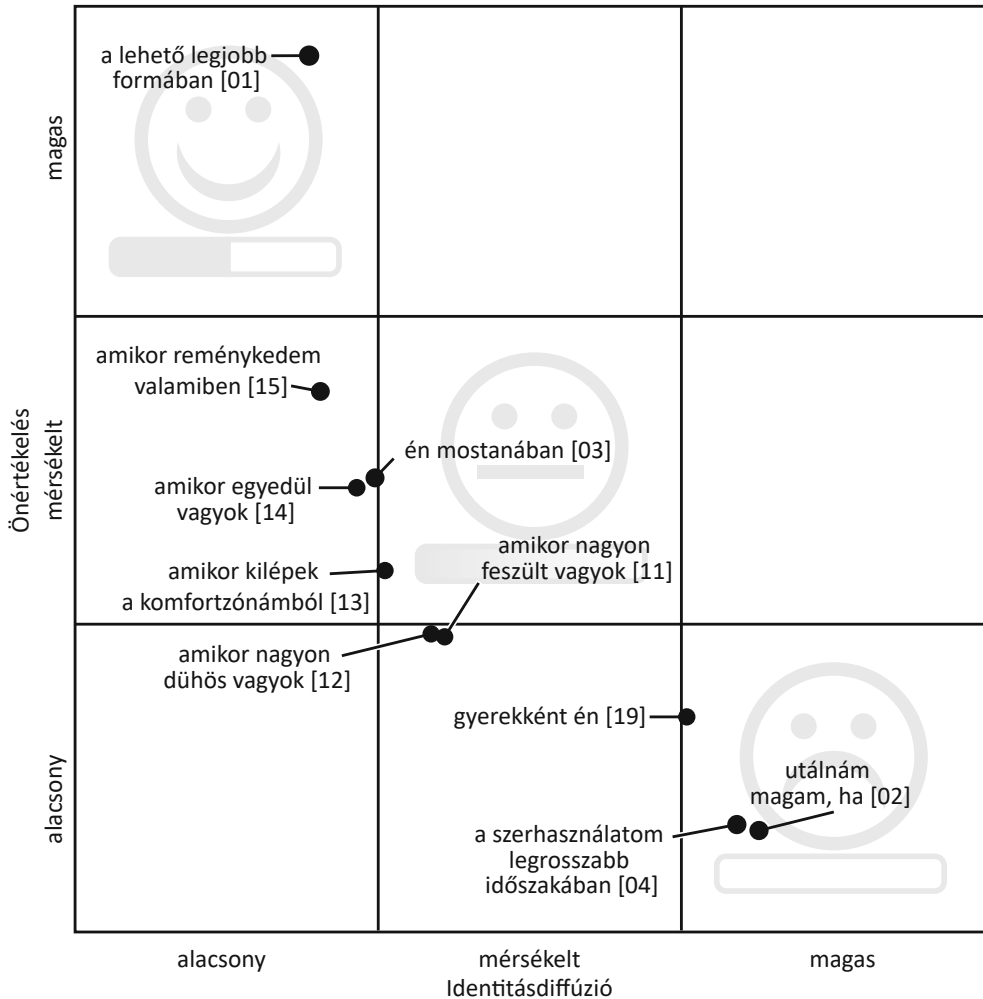 a lehető legjobb
formában [01]
magas
amikor reménykedem
valamiben [15]
én mostanában [03]
amikor egyedül
vagyok [14]
Önértékelés
mérsékelt
amikor nagyon
feszült vagyok [11]
amikor kilépek
a komfortzónámból [13]
amikor nagyon
dühös vagyok [12]
gyerekként én [19]
alacsony
utálnám
magam, ha [02]
a szerhasználatom
legrosszabb
időszakában [04]
alacsony
mérsékelt
magas
Identitásdiffúzió